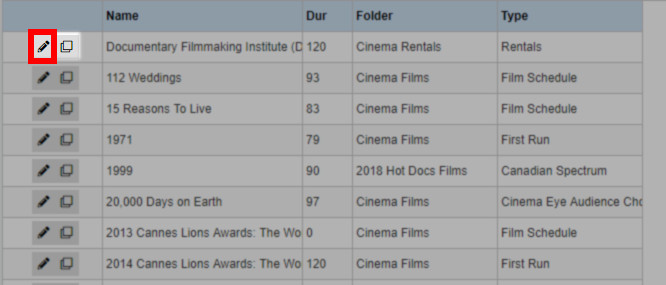 Name Dur Folder Type
Documentary Filmmaking Institute (D 120 Cinema Rentals Rentals
112 Weddings 93 Cinema Films Film Schedule
15 Reasons To Live 83 Cinema Films Film Schedule
1971 79 Cinema Films First Run
1999 90 2018 Hot Docs Films Canadian Spectrum
20,000 Days on Earth 97 Cinema Films Cinema Eye Audience Cho
2013 Cannes Lions Awards: The Wo 0 Cinema Films Film Schedule
2014 Cannes Lions Awards: The Wo 120 Cinema Films First Run